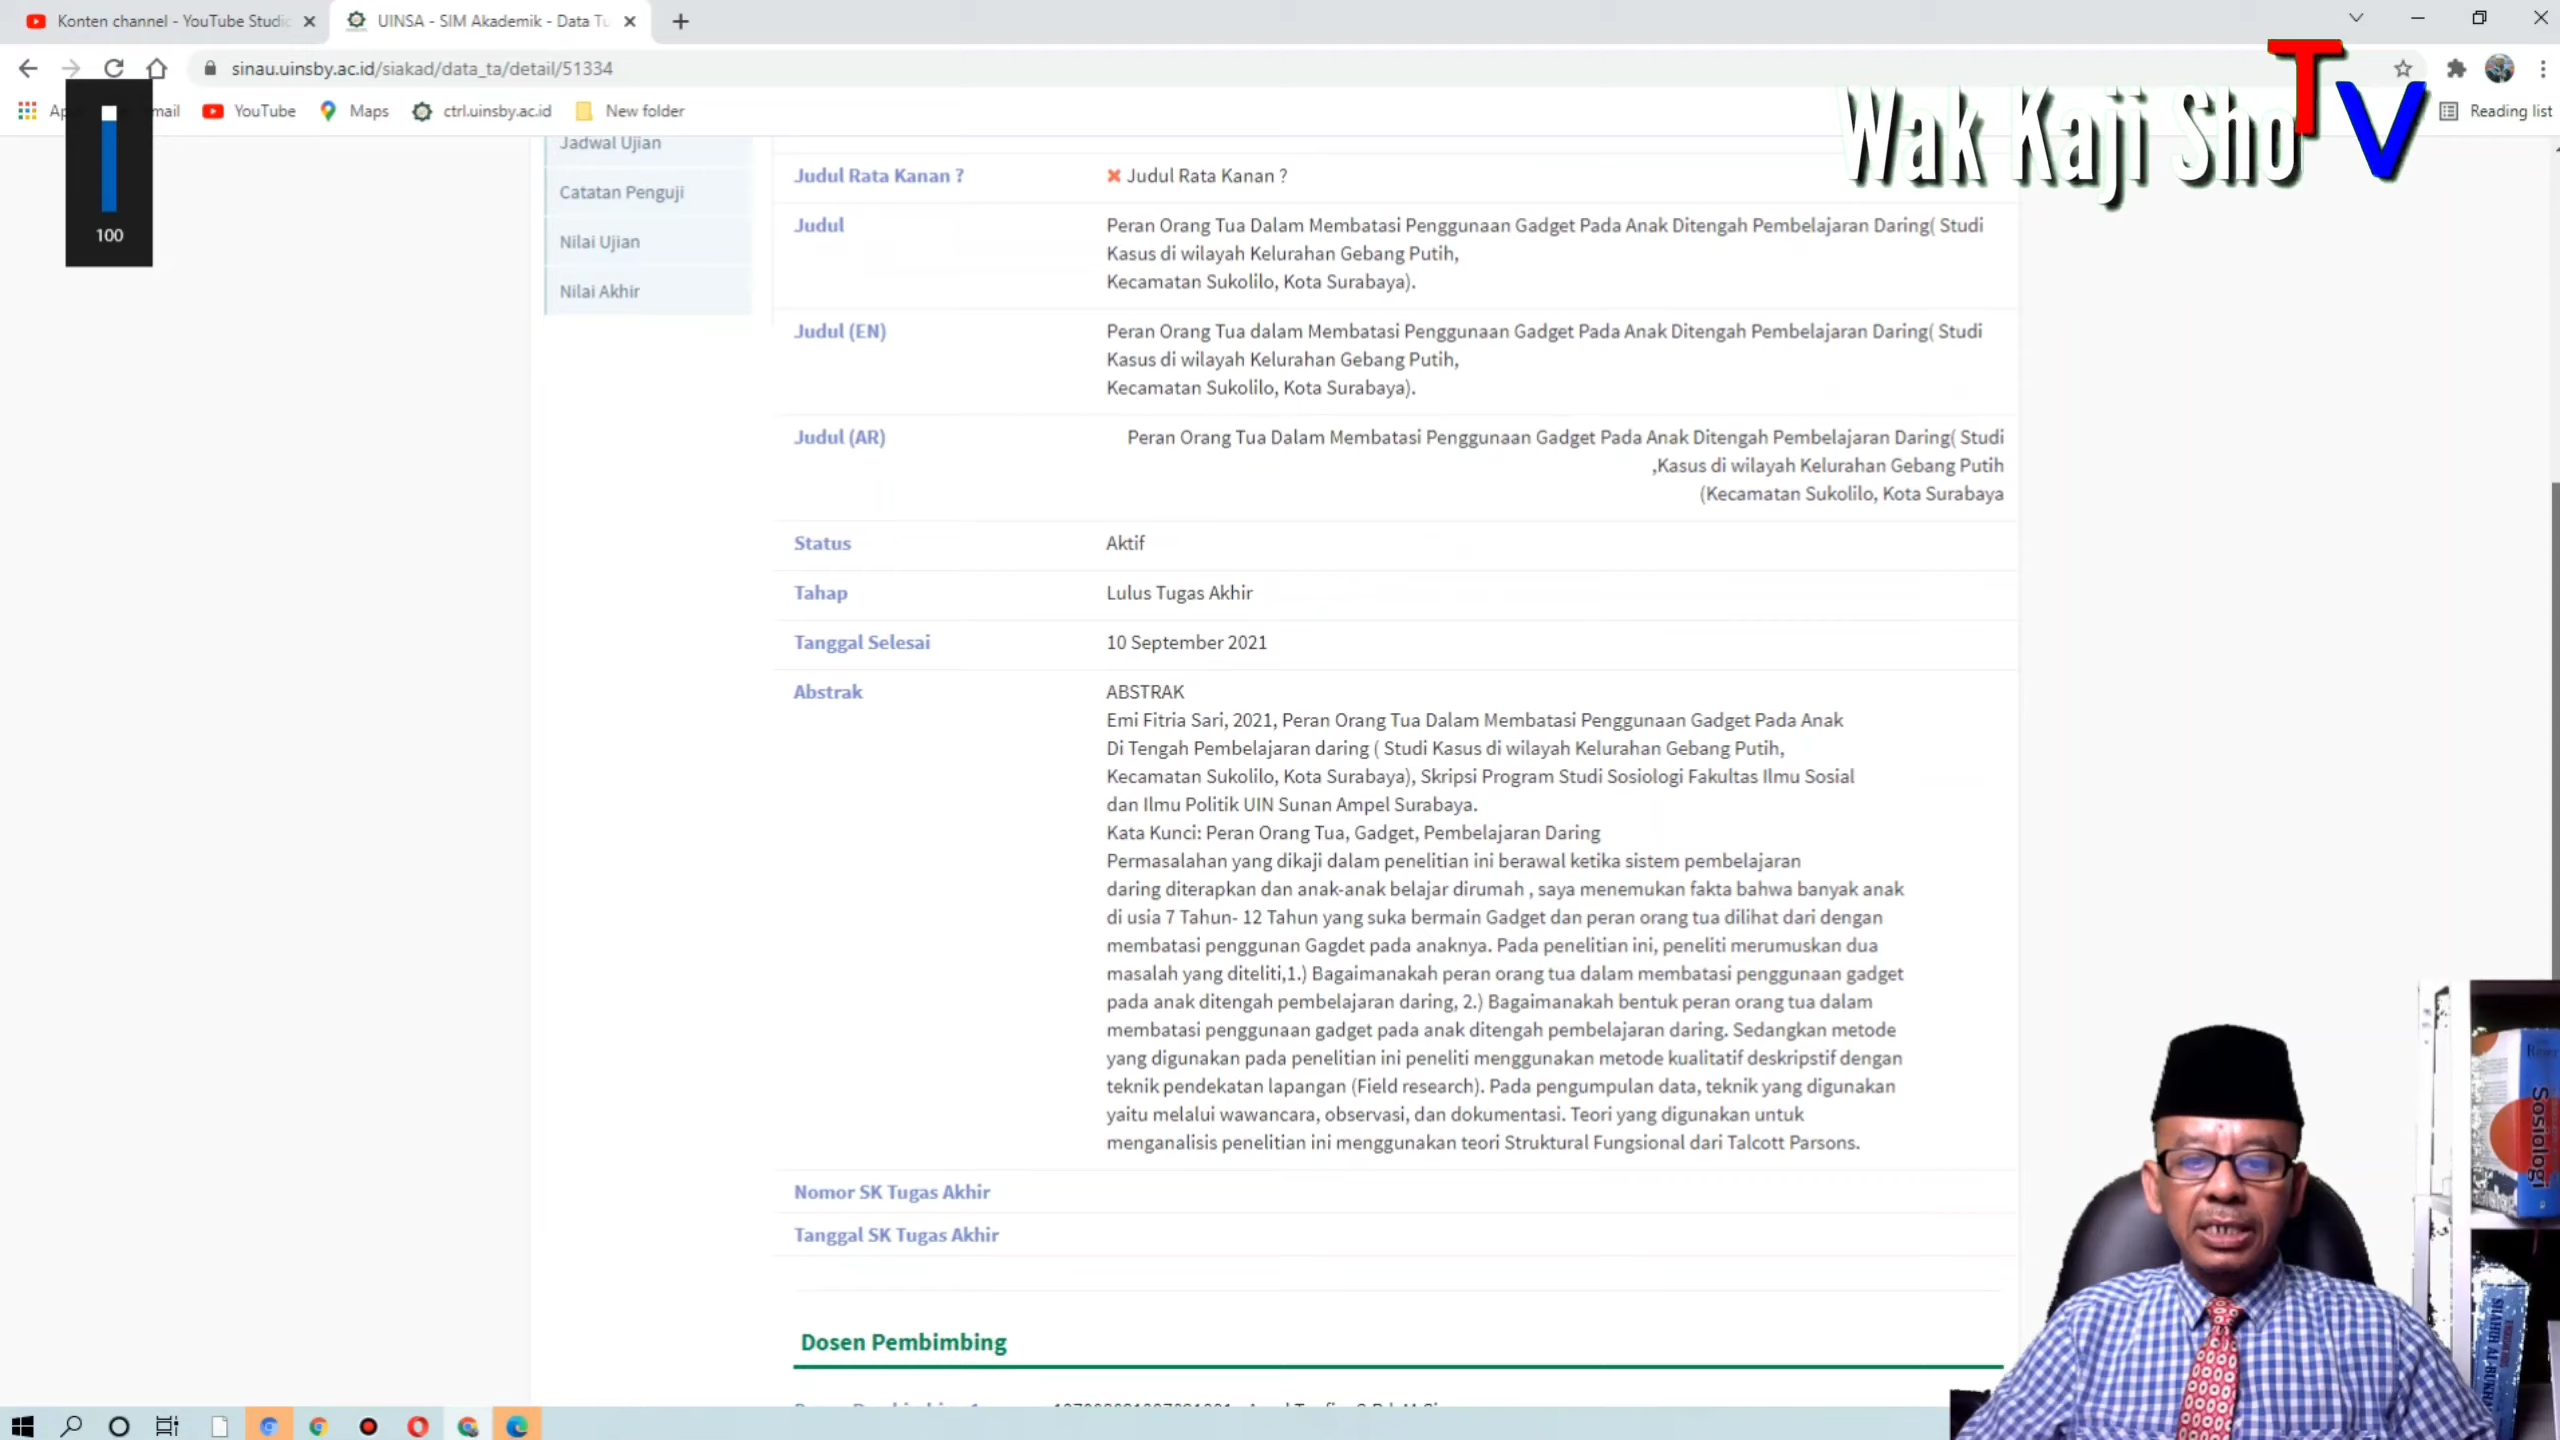 Konten channel - YouTube Studio
UINSA - SIM Akademik - Data Tu
sinau.uinsby.ac.id/siakad/data_ta/detail/51334
YouTube
Maps
ctrl.uinsby.ac.id
New folder
Reading list
Wak Kaji Sho TV
100
Jadwal Ujian
Catatan Penguji
Nilai Ujian
Nilai Akhir
Judul Rata Kanan ?
Judul Rata Kanan ?
Judul
Peran Orang Tua Dalam Membatasi Penggunaan Gadget Pada Anak Ditengah Pembelajaran Daring( Studi
Kasus di wilayah Kelurahan Gebang Putih,
Kecamatan Sukolilo, Kota Surabaya).
Judul (EN)
Peran Orang Tua dalam Membatasi Penggunaan Gadget Pada Anak Ditengah Pembelajaran Daring( Studi
Kasus di wilayah Kelurahan Gebang Putih,
Kecamatan Sukolilo, Kota Surabaya).
Judul (AR)
Peran Orang Tua Dalam Membatasi Penggunaan Gadget Pada Anak Ditengah Pembelajaran Daring( Studi
,Kasus di wilayah Kelurahan Gebang Putih
(Kecamatan Sukolilo, Kota Surabaya
Status
Aktif
Tahap
Lulus Tugas Akhir
Tanggal Selesai
10 September 2021
Abstrak
ABSTRAK
Emi Fitria Sari, 2021, Peran Orang Tua Dalam Membatasi Penggunaan Gadget Pada Anak
Di Tengah Pembelajaran daring ( Studi Kasus di wilayah Kelurahan Gebang Putih,
Kecamatan Sukolilo, Kota Surabaya), Skripsi Program Studi Sosiologi Fakultas Ilmu Sosial
dan Ilmu Politik UIN Sunan Ampel Surabaya.
Kata Kunci: Peran Orang Tua, Gadget, Pembelajaran Daring
Permasalahan yang dikaji dalam penelitian ini berawal ketika sistem pembelajaran
daring diterapkan dan anak-anak belajar dirumah , saya menemukan fakta bahwa banyak anak
di usia 7 Tahun- 12 Tahun yang suka bermain Gadget dan peran orang tua dilihat dari dengan
membatasi penggunan Gagdet pada anaknya. Pada penelitian ini, peneliti merumuskan dua
masalah yang diteliti,1.) Bagaimanakah peran orang tua dalam membatasi penggunaan gadget
pada anak ditengah pembelajaran daring, 2.) Bagaimanakah bentuk peran orang tua dalam
membatasi penggunaan gadget pada anak ditengah pembelajaran daring. Sedangkan metode
yang digunakan pada penelitian ini peneliti menggunakan metode kualitatif deskripstif dengan
teknik pendekatan lapangan (Field research). Pada pengumpulan data, teknik yang digunakan
yaitu melalui wawancara, observasi, dan dokumentasi. Teori yang digunakan untuk
menganalisis penelitian ini menggunakan teori Struktural Fungsional dari Talcott Parsons.
Nomor SK Tugas Akhir
Tanggal SK Tugas Akhir
Dosen Pembimbing
Sosiologi